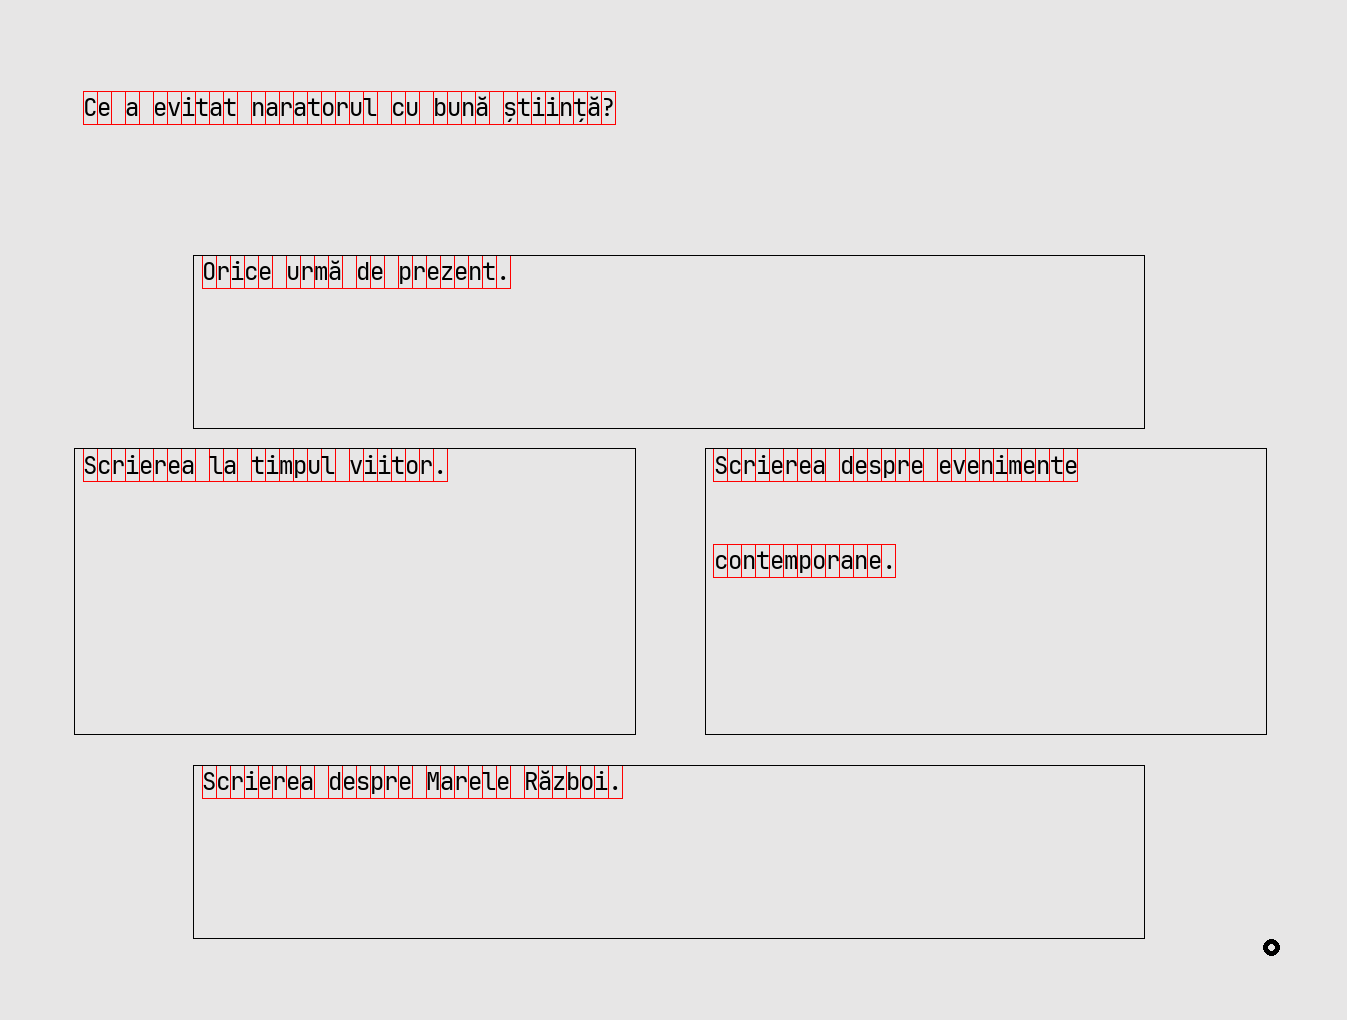 Ce a evitat naratorul cu bună știință?
Orice urmă de prezent.
Scrierea la timpul viitor.
Scrierea despre evenimente
contemporane.
Scrierea despre Marele Război.